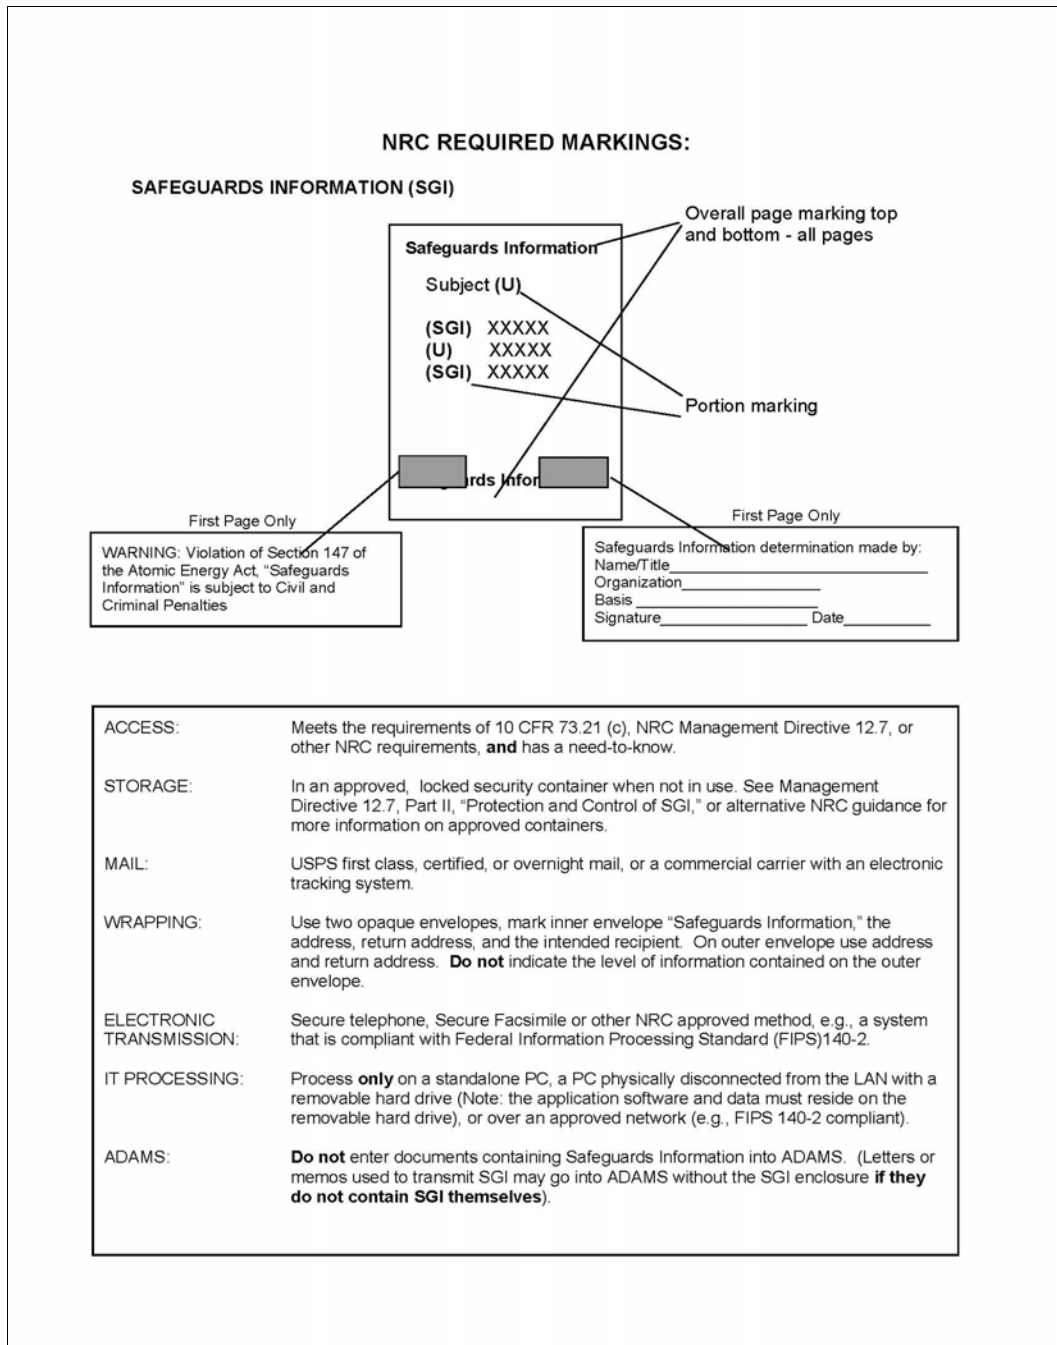 NRC REQUIRED MARKINGS:
SAFEGUARDS INFORMATION (SGI)
Overall page marking top
and bottom - all pages
Safeguards Information
Subject (U)
(SGI) XXXXX
(U) XXXXX
(SGI) XXXXX
Portion marking
rds Infor
First Page Only
WARNING: Violation of Section 147 of
the Atomic Energy Act, “Safeguards
Information” is subject to Civil and
Criminal Penalties
First Page Only
Safeguards Information determination made by:
Name/Title_______________________________
Organization_________________
Basis ______________________
Signature__________________ Date___________
ACCESS: Meets the requirements of 10 CFR 73.21 (c), NRC Management Directive 12.7, or
other NRC requirements, and has a need-to-know.
STORAGE: In an approved, locked security container when not in use. See Management
Directive 12.7, Part II, “Protection and Control of SGI,” or alternative NRC guidance for
more information on approved containers.
MAIL: USPS first class, certified, or overnight mail, or a commercial carrier with an electronic
tracking system.
WRAPPING: Use two opaque envelopes, mark inner envelope “Safeguards Information,” the
address, return address, and the intended recipient. On outer envelope use address
and return address. Do not indicate the level of information contained on the outer
envelope.
ELECTRONIC Secure telephone, Secure Facsimile or other NRC approved method, e.g., a system
TRANSMISSION: that is compliant with Federal Information Processing Standard (FIPS)140-2.
IT PROCESSING: Process only on a standalone PC, a PC physically disconnected from the LAN with a
removable hard drive (Note: the application software and data must reside on the
removable hard drive), or over an approved network (e.g., FIPS 140-2 compliant).
ADAMS: Do not enter documents containing Safeguards Information into ADAMS. (Letters or
memos used to transmit SGI may go into ADAMS without the SGI enclosure if they
do not contain SGI themselves).